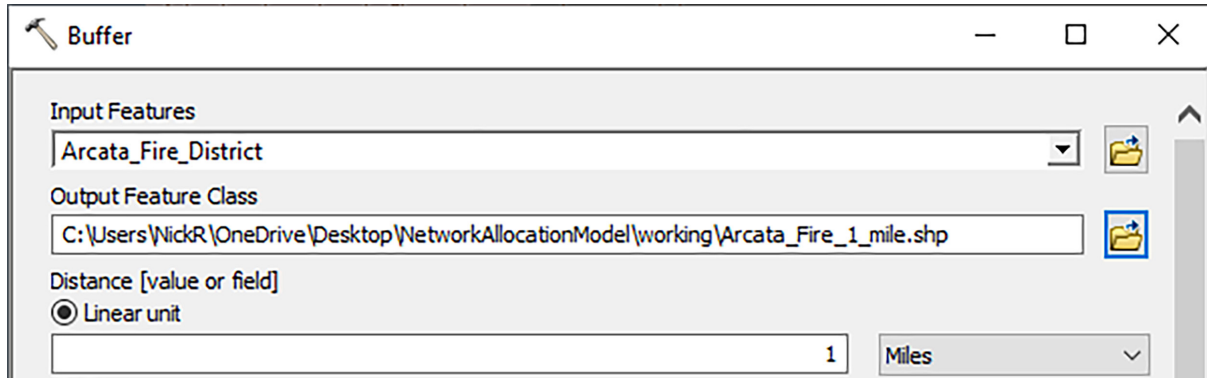 Buffer
Input Features
Arcata_Fire_District
Output Feature Class
C:\Users\NickR\OneDrive\Desktop\NetworkAllocationModel\working\Arcata_Fire_1_mile.shp
Distance [value or field]
Linear unit
1 Miles